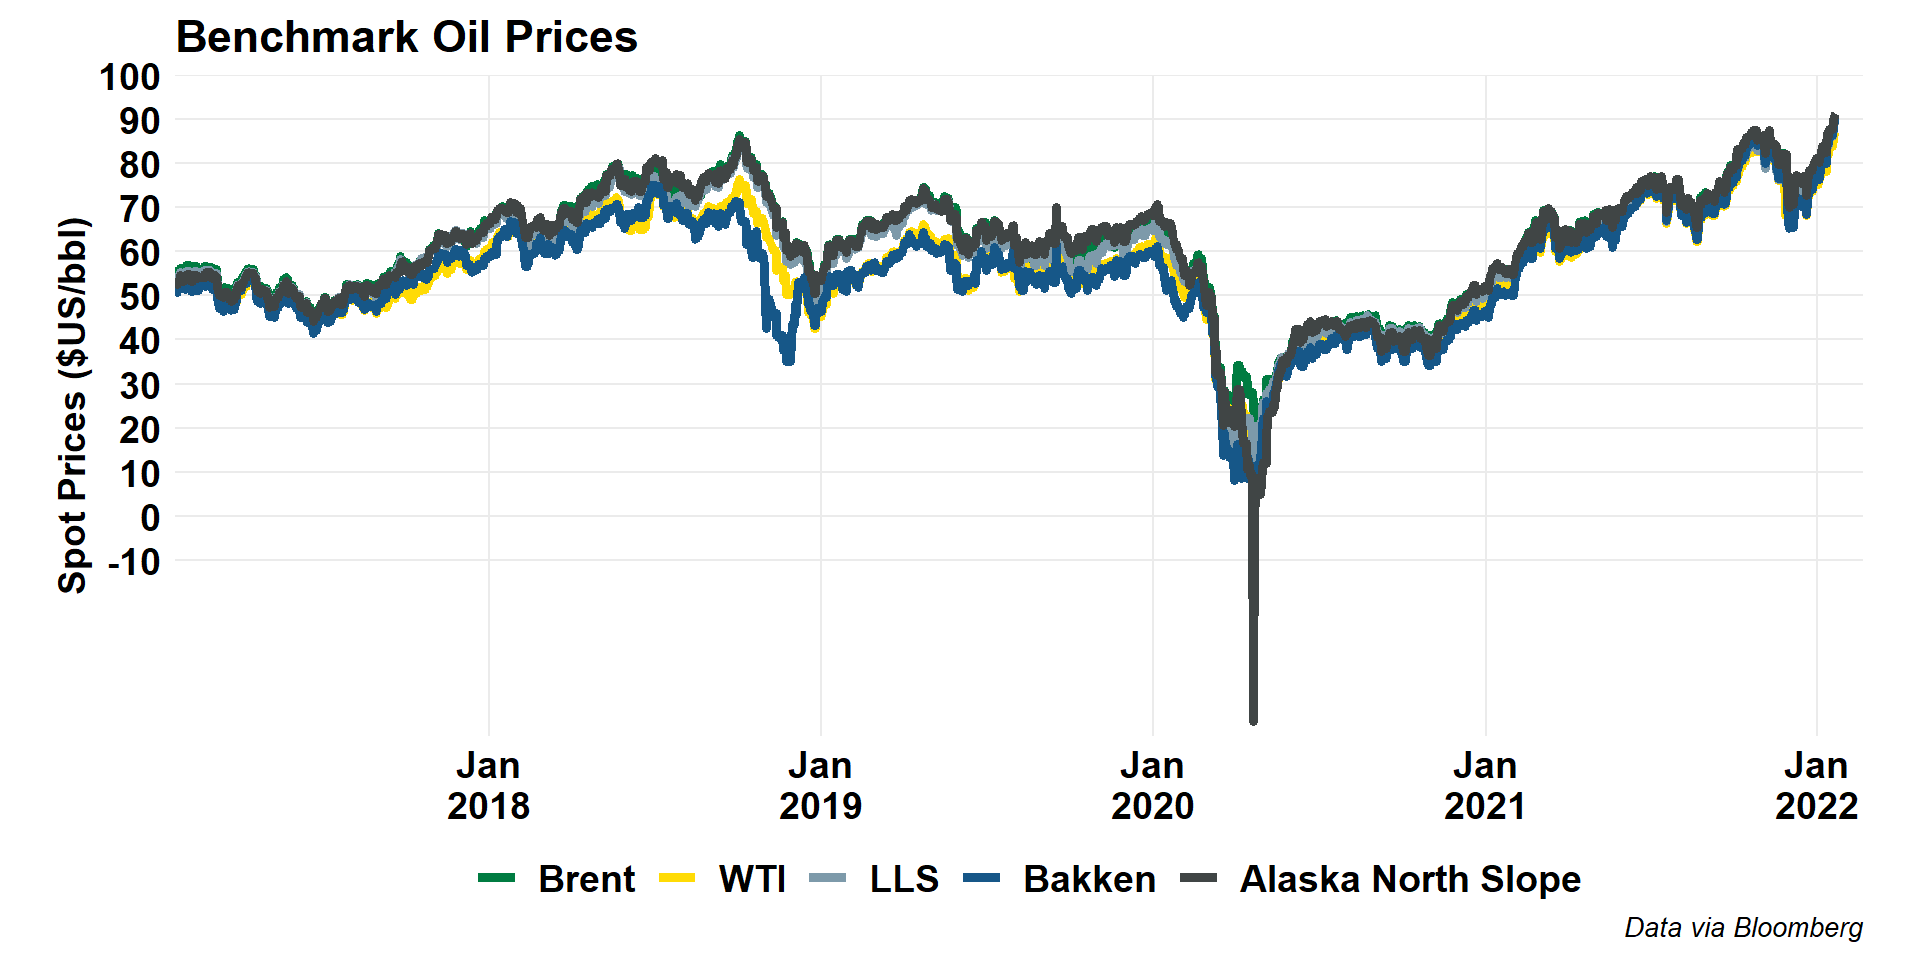 Benchmark Oil Prices
Spot Prices ($US/bbl)
100
90
80
70
60
50
40
30
20
10
0
-10
Jan 2018
Jan 2019
Jan 2020
Jan 2021
Jan 2022
Brent WTI LLS Bakken Alaska North Slope
Data via Bloomberg